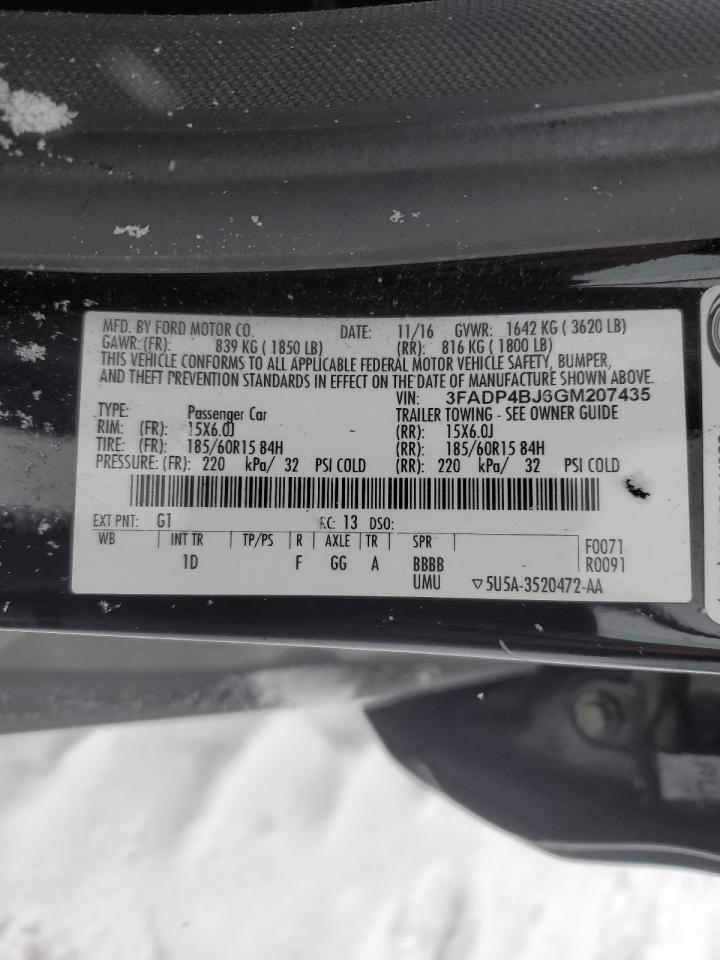 MFD. BY FORD MOTOR CO. DATE: 11/16 GVWR: 1642 KG ( 3620 LB)
GAWR: (FR): 839 KG ( 1850 LB) (RR): 816 KG ( 1800 LB)
THIS VEHICLE CONFORMS TO ALL APPLICABLE FEDERAL MOTOR VEHICLE SAFETY, BUMPER,
AND THEFT PREVENTION STANDARDS IN EFFECT ON THE DATE OF MANUFACTURE SHOWN ABOVE.
VIN: 3FADP4BJ6GM207435
TYPE: Passenger Car TRAILER TOWING - SEE OWNER GUIDE
RIM: (FR): 15X6.0J (RR): 15X6.0J
TIRE: (FR): 185/60R15 84H (RR): 185/60R15 84H
PRESSURE: (FR): 220 kPa/ 32 PSI COLD (RR): 220 kPa/ 32 PSI COLD
EXT PNT: G1 RC: 13 DSO:
WB INT TR TP/PS R AXLE TR SPR F0071
1D F GG A BBBB R0091
UMU ▽5U5A-3520472-AA